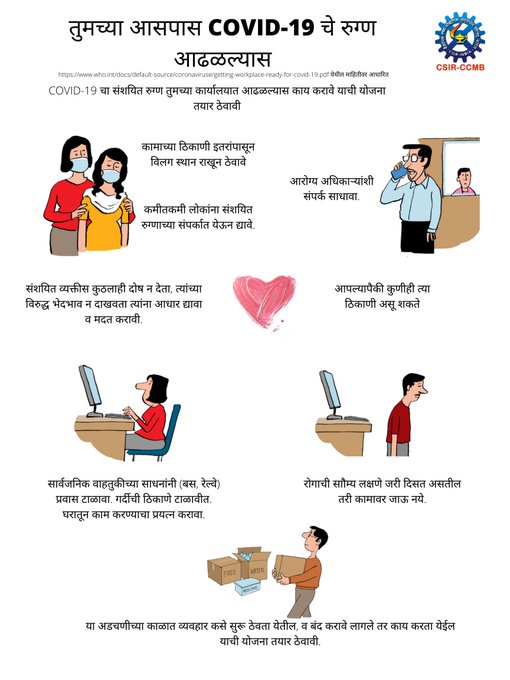 तुमच्या आसपास COVID-19 चे रुग्ण
आढळल्यास
CSIR-CCMB
https://www.who.int/docs/default-source/coronaviruse/getting-workplace-ready-for-covid-19.pdf येथील माहितीवर आधारित
COVID-19 चा संशयित रुग्ण तुमच्या कार्यालयात आढळल्यास काय करावे याची योजना
तयार ठेवावी
कामाच्या ठिकाणी इतरांपासून
विलग स्थान राखून ठेवावे
आरोग्य अधिकाऱ्यांशी
संपर्क साधावा.
कमीतकमी लोकांना संशयित
रुग्णाच्या संपर्कात येऊन द्यावे.
संशयित व्यक्तीस कुठलाही दोष न देता, त्यांच्या
विरुद्ध भेदभाव न दाखवता त्यांना आधार द्यावा
व मदत करावी.
आपल्यापैकी कुणीही त्या
ठिकाणी असू शकते
सार्वजनिक वाहतुकीच्या साधनांनी (बस, रेल्वे)
प्रवास टाळावा. गर्दीची ठिकाणे टाळावीत.
घरातून काम करण्याचा प्रयत्न करावा.
रोगाची साौम्य लक्षणे जरी दिसत असतील
तरी कामावर जाऊ नये.
FOOD
WATER
या अडचणीच्या काळात व्यवहार कसे सुरू ठेवता येतील, व बंद करावे लागले तर काय करता येईल
याची योजना तयार ठेवावी.